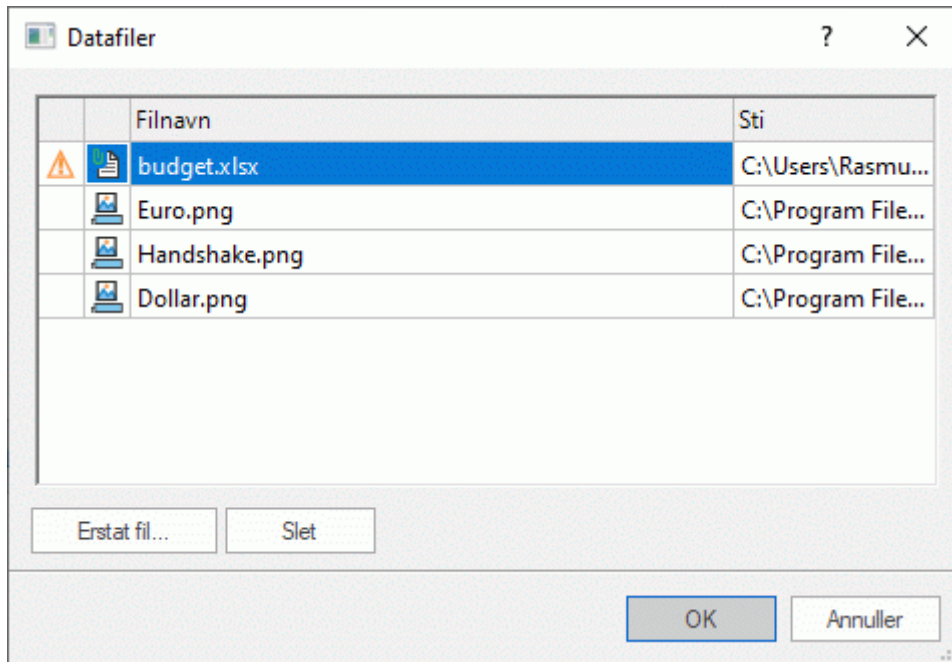 Datafiler
?
Filnavn Sti
budget.xlsx C:\Users\Rasmu...
Euro.png C:\Program File...
Handshake.png C:\Program File...
Dollar.png C:\Program File...
Erstat fil... Slet
OK Annuller